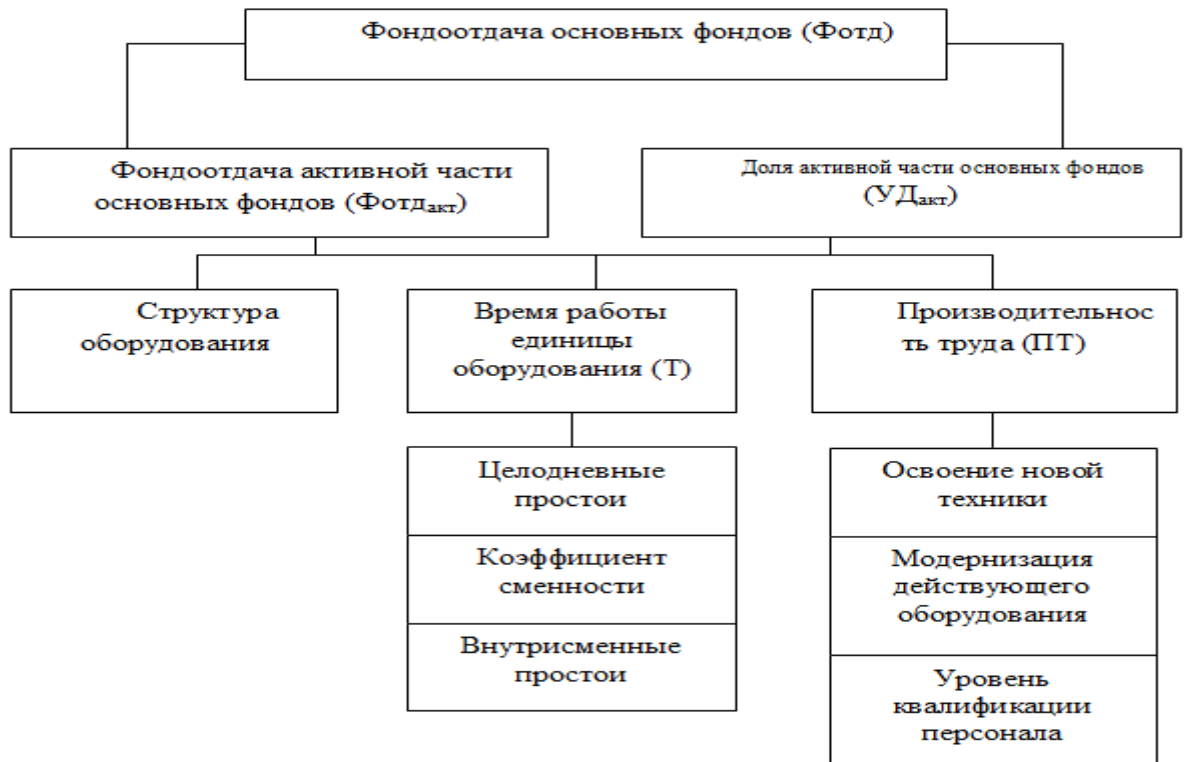 Фондоотдача основных фондов (Фотд)
Фондоотдача активной части
основных фондов (Фотдакт)
Доля активной части основных фондов
(УДакт)
Структура
оборудования
Время работы
единицы
оборудования (Т)
Производительнос
ть труда (ПТ)
Целодневные
простои
Коэффициент
сменности
Внутрисменные
простои
Освоение новой
техники
Модернизация
действующего
оборудования
Уровень
квалификации
персонала